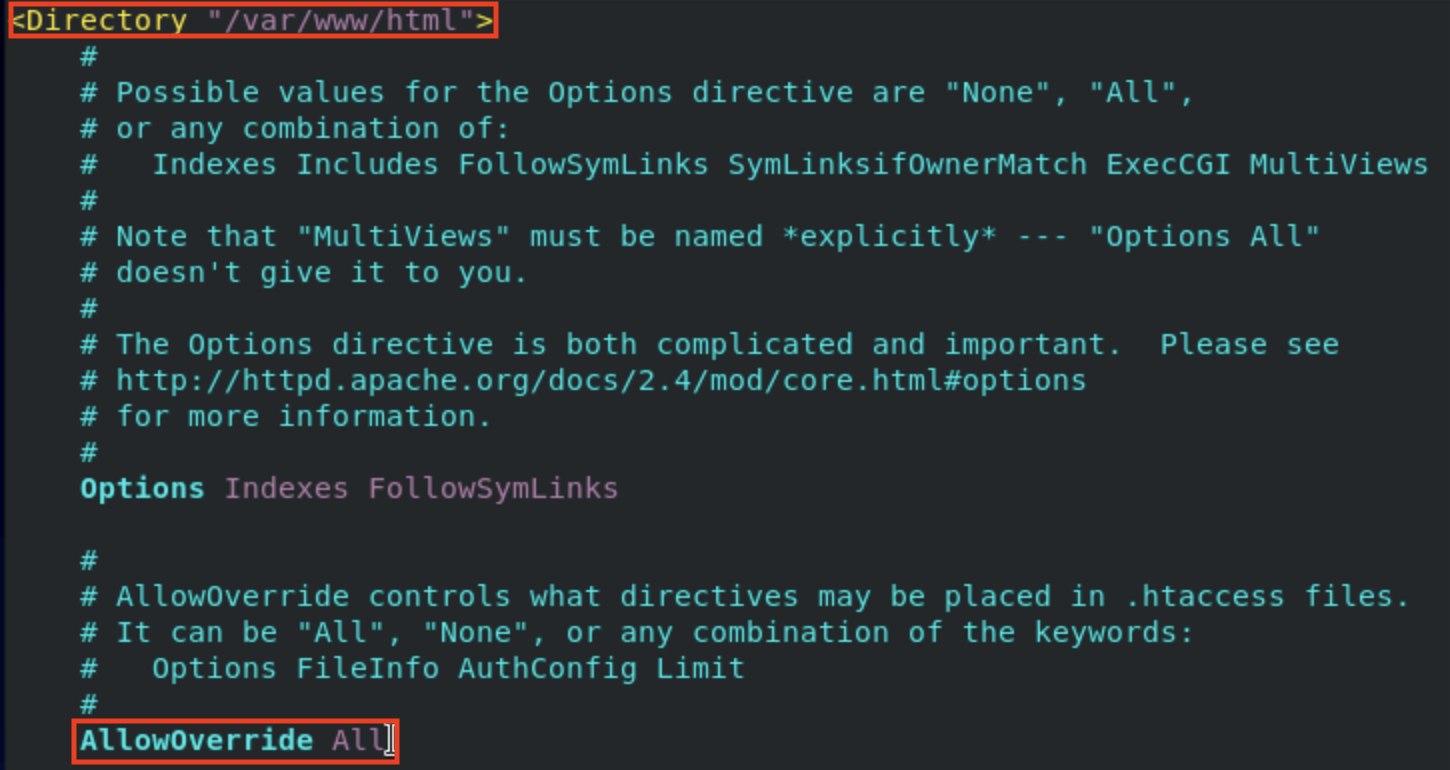 <Directory "/var/www/html">
#
# Possible values for the Options directive are "None", "All",
# or any combination of:
#   Indexes Includes FollowSymLinks SymLinksifOwnerMatch ExecCGI MultiViews
#
# Note that "MultiViews" must be named *explicitly* --- "Options All"
# doesn't give it to you.
#
# The Options directive is both complicated and important.  Please see
# http://httpd.apache.org/docs/2.4/mod/core.html#options
# for more information.
#
Options Indexes FollowSymLinks
#
# AllowOverride controls what directives may be placed in .htaccess files.
# It can be "All", "None", or any combination of the keywords:
#   Options FileInfo AuthConfig Limit
#
AllowOverride All